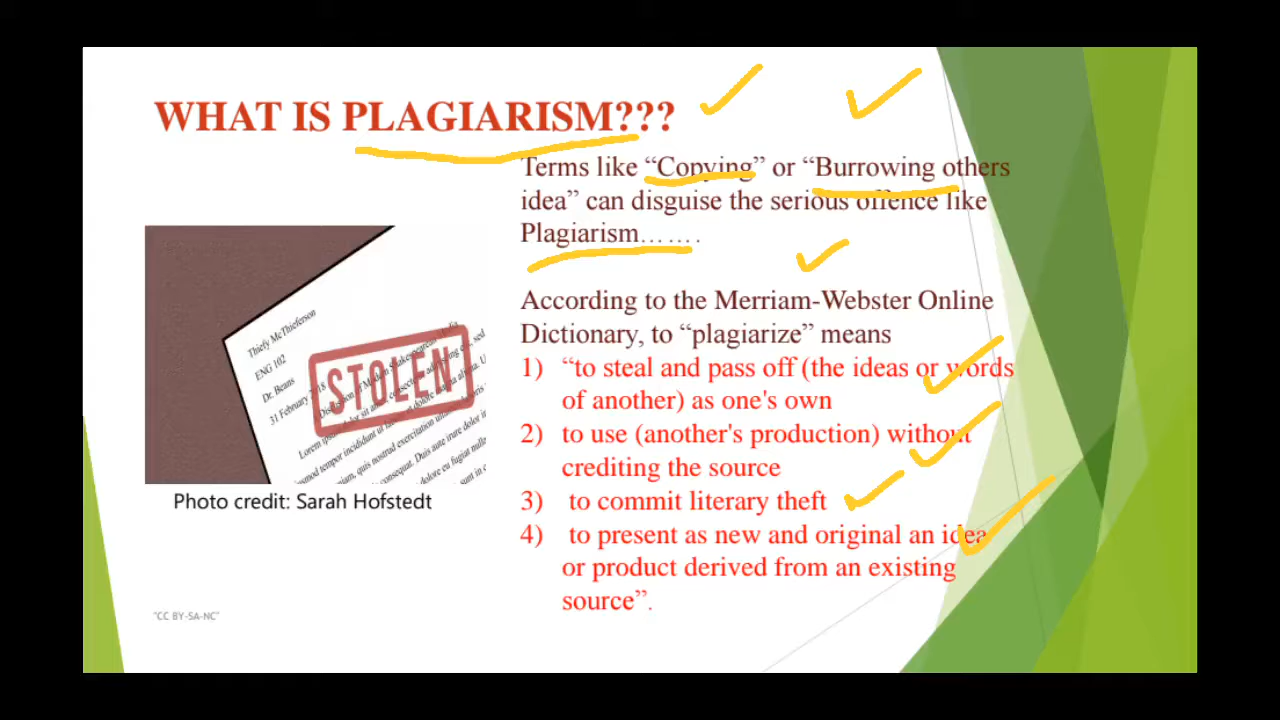 WHAT IS PLAGIARISM???
Terms like “Copying” or “Burrowing others
idea” can disguise the serious offence like
Plagiarism…….
According to the Merriam-Webster Online
Dictionary, to “plagiarize” means
1) “to steal and pass off (the ideas or words
of another) as one's own
2) to use (another's production) without
crediting the source
3) to commit literary theft
4) to present as new and original an idea
or product derived from an existing
source”.
Thiefy McThieferson
ENG 102
Dr. Beans
31 February
STOLEN
Photo credit: Sarah Hofstedt
"CC BY-SA-NC"